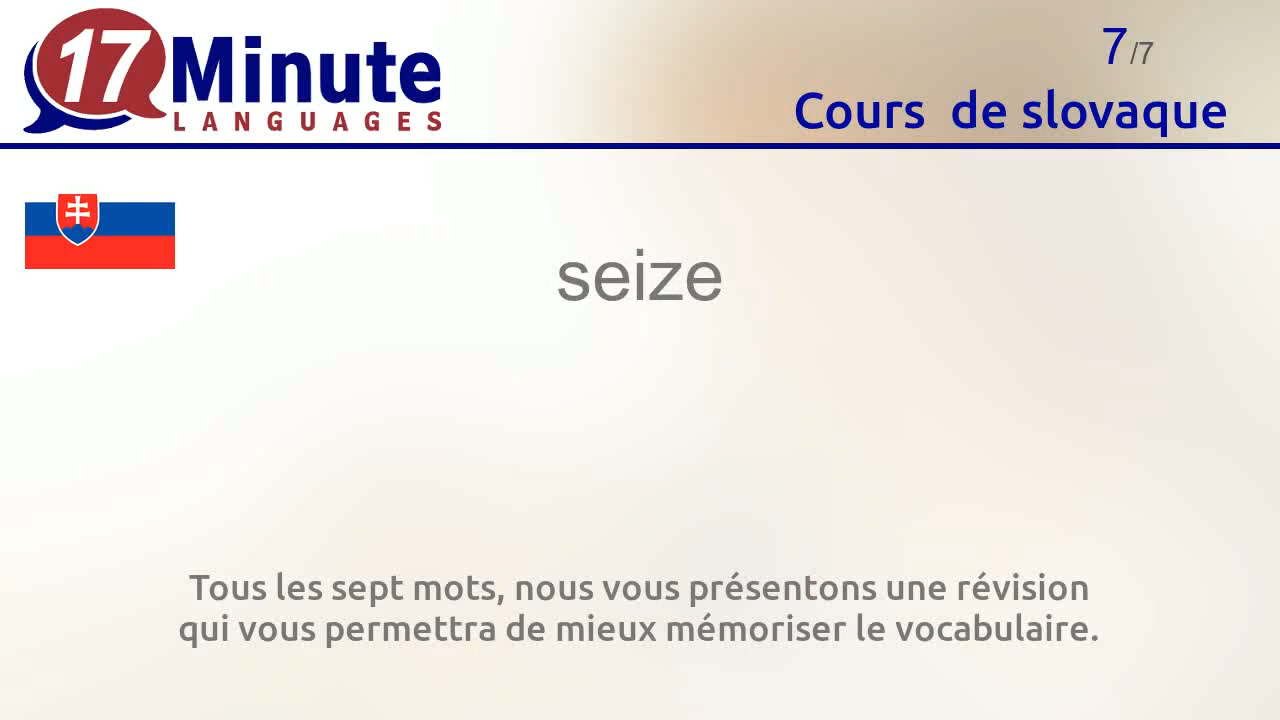 17 Minute
LANGUAGES
7/7
Cours de slovaque
seize
Tous les sept mots, nous vous présentons une révision
qui vous permettra de mieux mémoriser le vocabulaire.